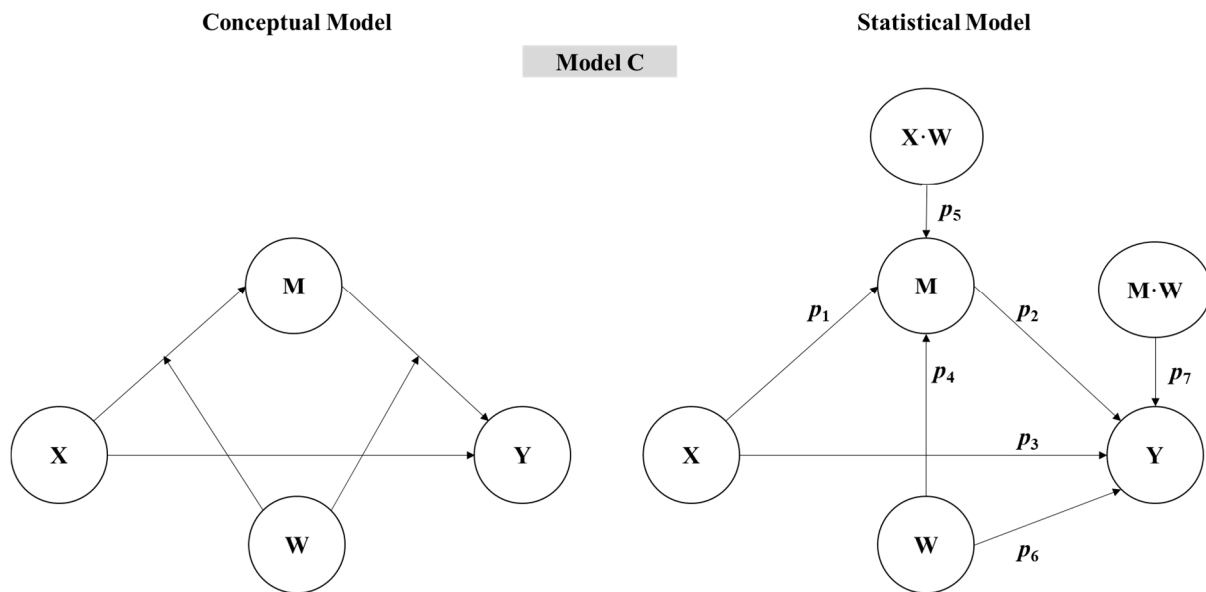 Conceptual Model
Statistical Model
Model C
M
X
Y
W
X·W
p5
M
M·W
p1
p2
p4
p7
p3
X
Y
W
p6